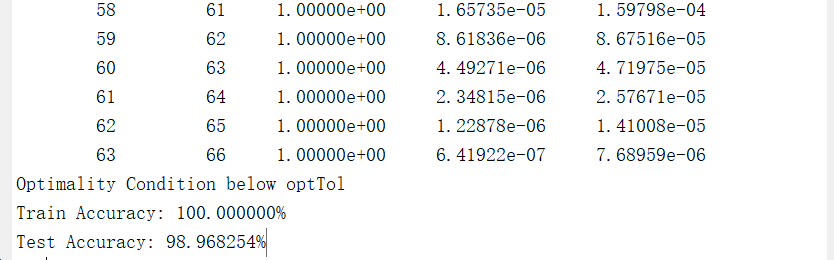 58 61 1.00000e+00 1.65735e-05 1.59798e-04
59 62 1.00000e+00 8.61836e-06 8.67516e-05
60 63 1.00000e+00 4.49271e-06 4.71975e-05
61 64 1.00000e+00 2.34815e-06 2.57671e-05
62 65 1.00000e+00 1.22878e-06 1.41008e-05
63 66 1.00000e+00 6.41922e-07 7.68959e-06
Optimality Condition below optTol
Train Accuracy: 100.000000%
Test Accuracy: 98.968254%